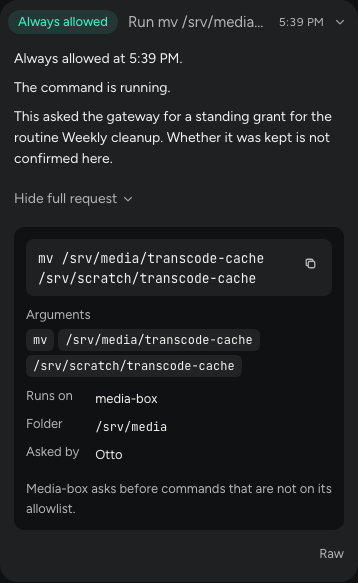 Always allowed Run mv /srv/media... 5:39 PM
Always allowed at 5:39 PM.
The command is running.
This asked the gateway for a standing grant for the
routine Weekly cleanup. Whether it was kept is not
confirmed here.
Hide full request
mv /srv/media/transcode-cache
/srv/scratch/transcode-cache
Arguments
mv /srv/media/transcode-cache
/srv/scratch/transcode-cache
Runs on media-box
Folder /srv/media
Asked by Otto
Media-box asks before commands that are not on its
allowlist.
Raw